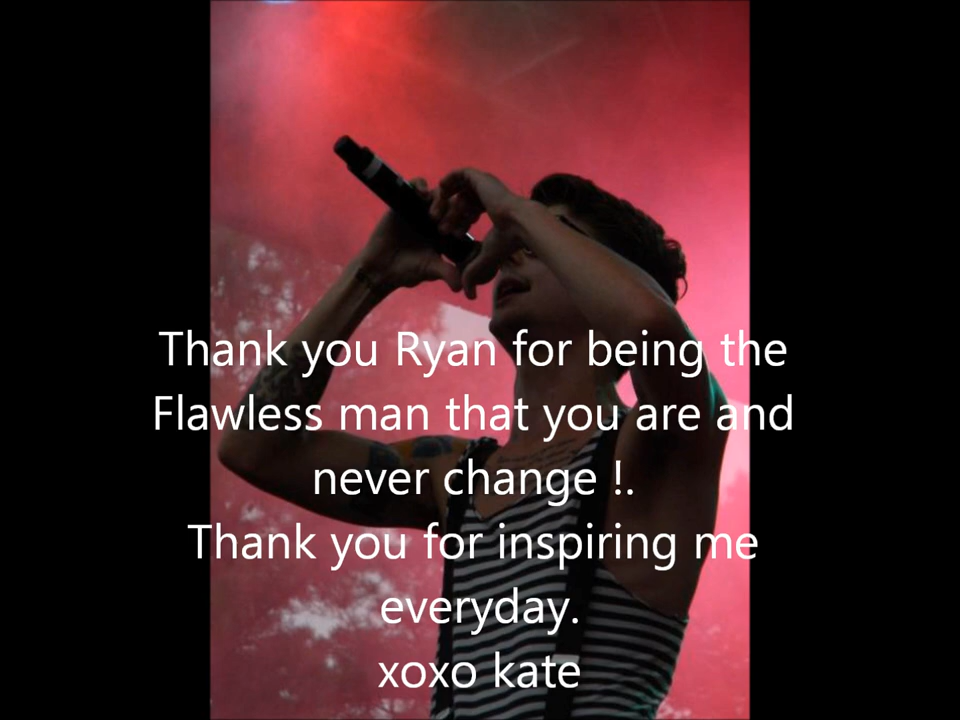 Thank you Ryan for being the
Flawless man that you are and
never change !.
Thank you for inspiring me
everyday.
xoxo kate